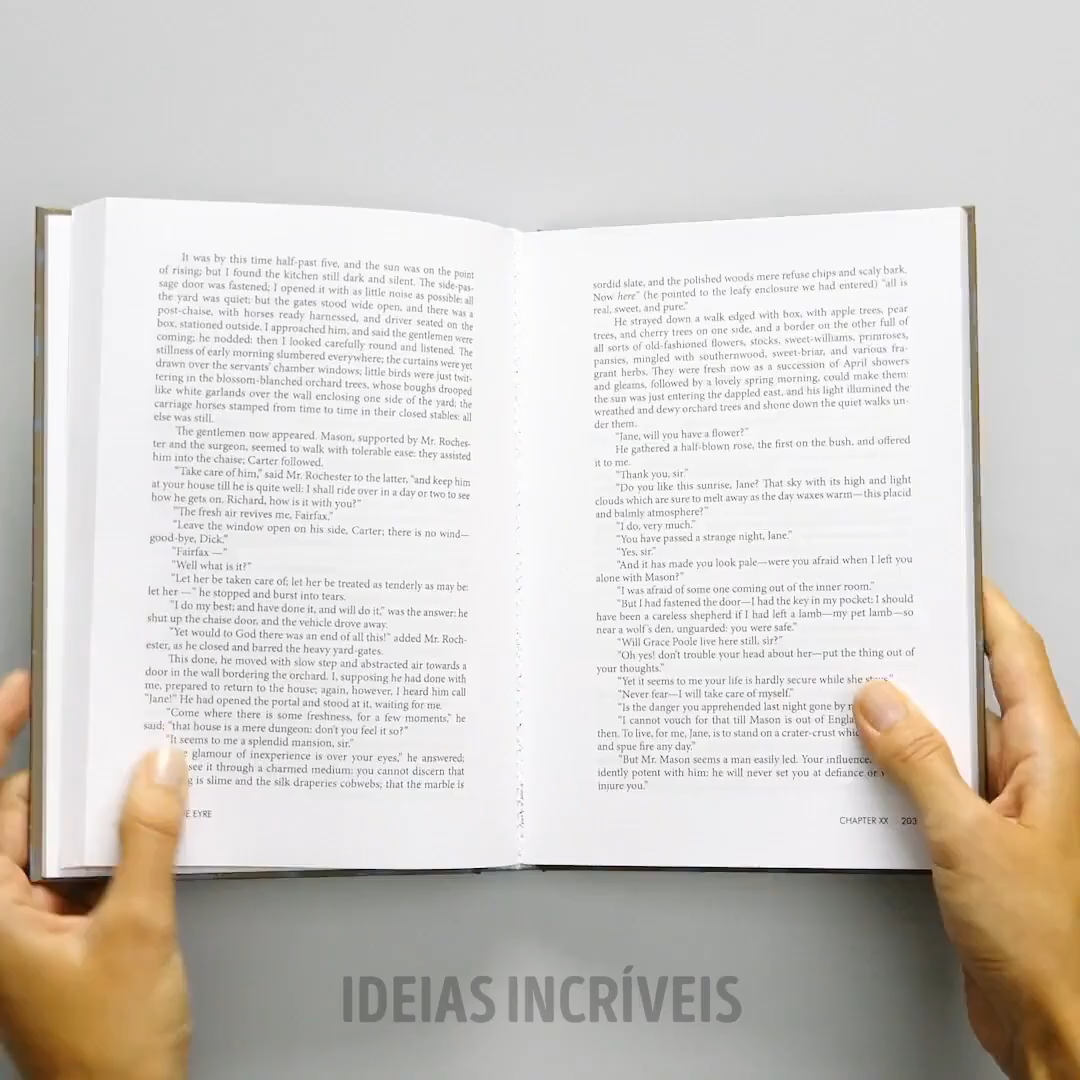 It was by this time half-past five, and the sun was on the point
of rising; but I found the kitchen still dark and silent. The side-pas-
sage door was fastened; I opened it with as little noise as possible: all
the yard was quiet; but the gates stood wide open, and there was a
post-chaise, with horses ready harnessed, and driver seated on the
box, stationed outside. I approached him, and said the gentlemen were
coming; he nodded: then I looked carefully round and listened. The
stillness of early morning slumbered everywhere; the curtains were yet
drawn over the servants’ chamber windows; little birds were just twit-
tering in the blossom-blanched orchard trees, whose boughs drooped
like white garlands over the wall enclosing one side of the yard; the
carriage horses stamped from time to time in their closed stables: all
else was still.
The gentlemen now appeared. Mason, supported by Mr. Roches-
ter and the surgeon, seemed to walk with tolerable ease: they assisted
him into the chaise; Carter followed.
“Take care of him,” said Mr. Rochester to the latter, “and keep him
at your house till he is quite well: I shall ride over in a day or two to see
how he gets on. Richard, how is it with you?”
“The fresh air revives me, Fairfax.”
“Leave the window open on his side, Carter; there is no wind—
good-bye, Dick.”
“Fairfax —”
“Well what is it?”
“Let her be taken care of; let her be treated as tenderly as may be:
let her —” he stopped and burst into tears.
“I do my best; and have done it, and will do it,” was the answer: he
shut up the chaise door, and the vehicle drove away.
“Yet would to God there was an end of all this!” added Mr. Roch-
ester, as he closed and barred the heavy yard-gates.
This done, he moved with slow step and abstracted air towards a
door in the wall bordering the orchard. I, supposing he had done with
me, prepared to return to the house; again, however, I heard him call
“Jane!” He had opened the portal and stood at it, waiting for me.
“Come where there is some freshness, for a few moments,” he
said; “that house is a mere dungeon: don’t you feel it so?”
“It seems to me a splendid mansion, sir.”
glamour of inexperience is over your eyes,” he answered;
see it through a charmed medium: you cannot discern that
is slime and the silk draperies cobwebs; that the marble is
EYRE
sordid slate, and the polished woods mere refuse chips and scaly bark.
Now here” (he pointed to the leafy enclosure we had entered) “all is
real, sweet, and pure.”
He strayed down a walk edged with box, with apple trees, pear
trees, and cherry trees on one side, and a border on the other full of
all sorts of old-fashioned flowers, stocks, sweet-williams, primroses,
pansies, mingled with southernwood, sweet-briar, and various fra-
grant herbs. They were fresh now as a succession of April showers
and gleams, followed by a lovely spring morning, could make them:
the sun was just entering the dappled east, and his light illumined the
wreathed and dewy orchard trees and shone down the quiet walks un-
der them.
“Jane, will you have a flower?”
He gathered a half-blown rose, the first on the bush, and offered
it to me.
“Thank you, sir.”
“Do you like this sunrise, Jane? That sky with its high and light
clouds which are sure to melt away as the day waxes warm—this placid
and balmly atmosphere?”
“I do, very much.”
“You have passed a strange night, Jane.”
“Yes, sir.”
“And it has made you look pale—were you afraid when I left you
alone with Mason?”
“I was afraid of some one coming out of the inner room.”
“But I had fastened the door—I had the key in my pocket: I should
have been a careless shepherd if I had left a lamb—my pet lamb—so
near a wolf’s den, unguarded: you were safe.”
“Will Grace Poole live here still, sir?”
“Oh yes! don’t trouble your head about her—put the thing out of
your thoughts.”
“Yet it seems to me your life is hardly secure while she stays.”
“Never fear—I will take care of myself.”
“Is the danger you apprehended last night gone by
“I cannot vouch for that till Mason is out of
then. To live, for me, Jane, is to stand on a crater-crust
and spue fire any day.”
“But Mr. Mason seems a man easily led. Your influence,
idently potent with him: he will never set you at defiance or
injure you.”
CHAPTER XX 203
IDEIAS INCRÍVEIS